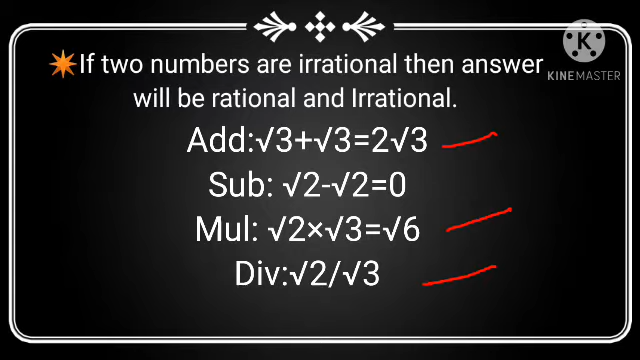 If two numbers are irrational then answer
will be rational and Irrational.
Add:√3+√3=2√3
Sub: √2-√2=0
Mul: √2×√3=√6
Div:√2/√3
K
KINEMASTER